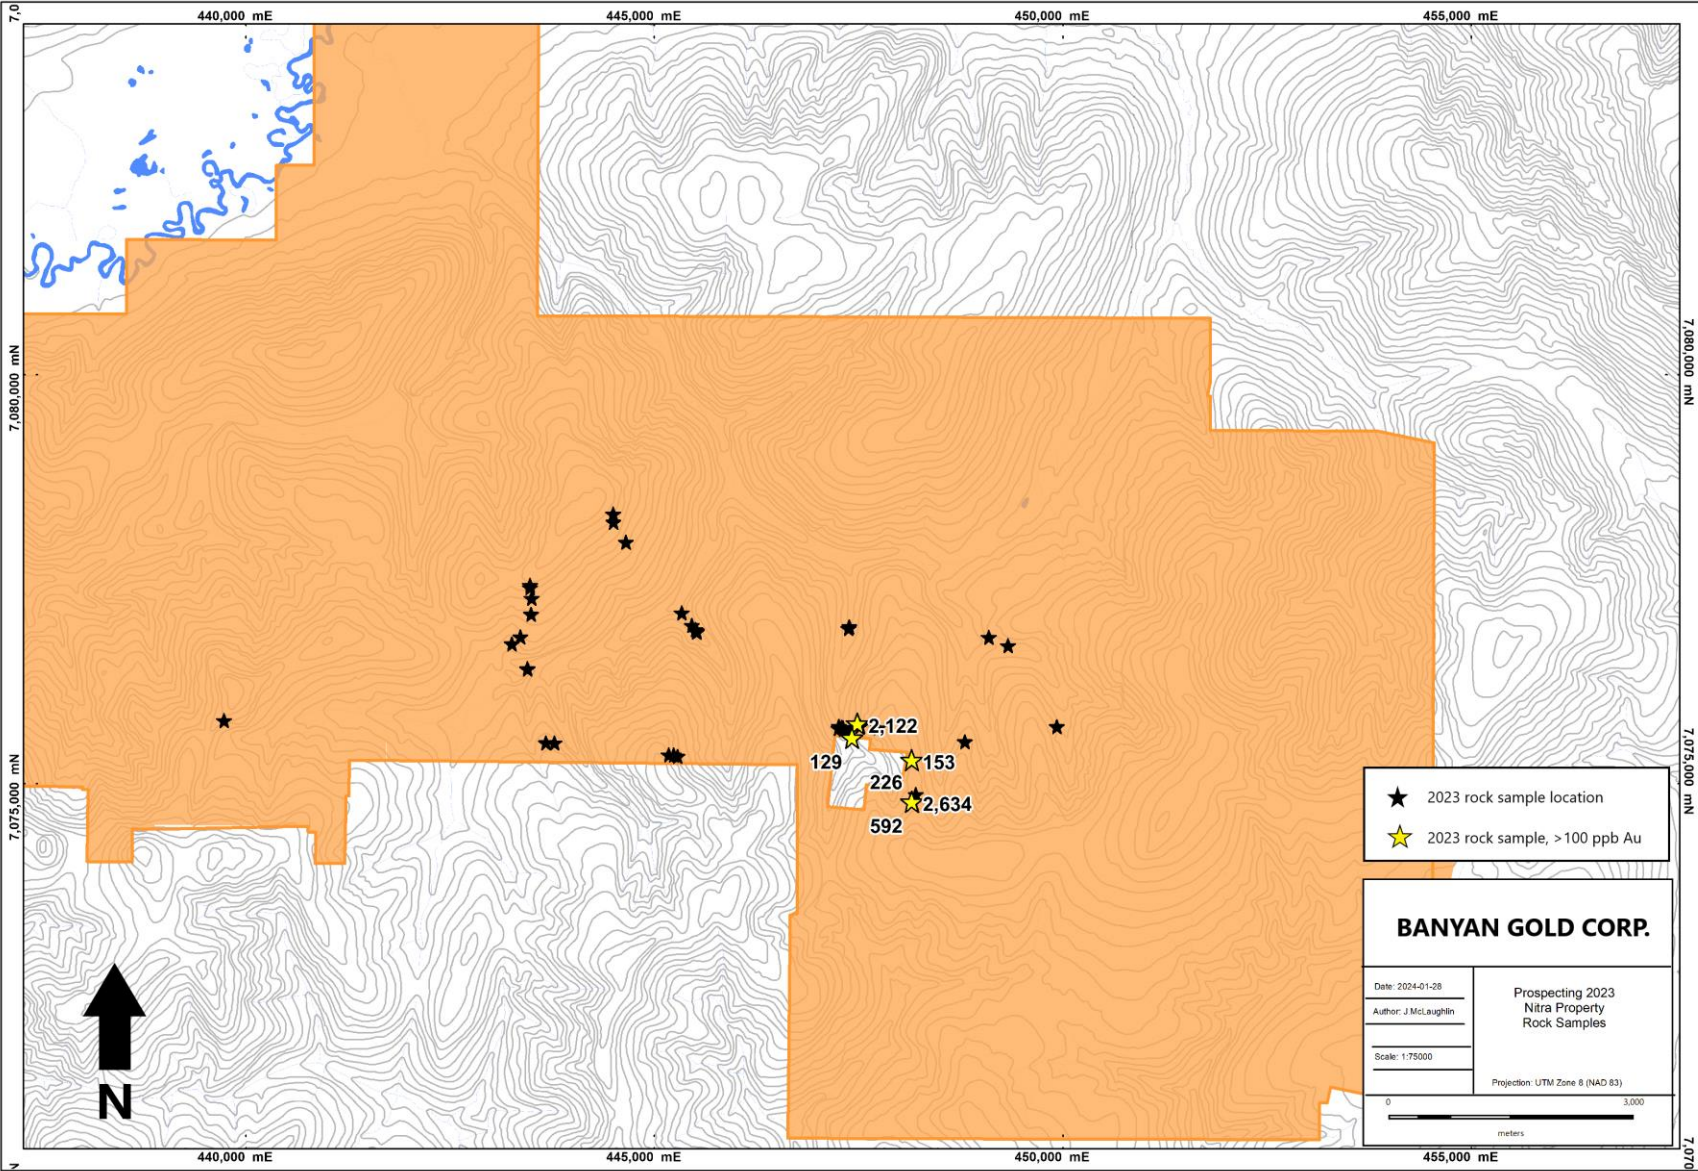 440,000 mE
445,000 mE
450,000 mE
455,000 mE
7,0
7,080,000 mN
7,080,000 mN
2,122
129
153
226
2,634
592
7,075,000 mN
7,075,000 mN
2023 rock sample location
2023 rock sample, >100 ppb Au
BANYAN GOLD CORP.
Date: 2024-01-28
Author: J.McLaughlin
Scale: 1:75000
Prospecting 2023
Nitra Property
Rock Samples
Projection: UTM Zone 8 (NAD 83)
0
3,000
meters
N
440,000 mE
445,000 mE
450,000 mE
455,000 mE
N
7,070